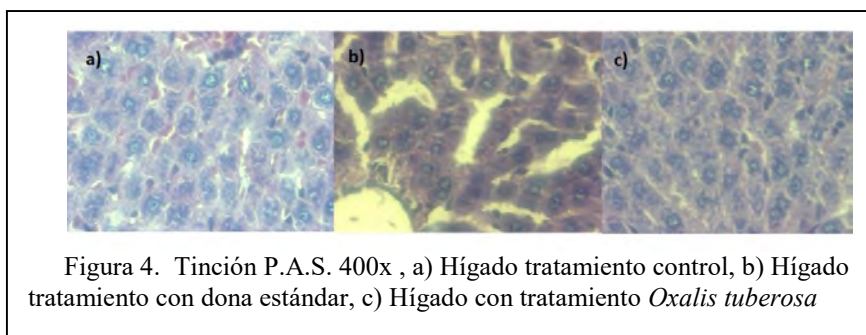 a)
b)
c)
Figura 4. Tinción P.A.S. 400x , a) Hígado tratamiento control, b) Hígado
tratamiento con dona estándar, c) Hígado con tratamiento Oxalis tuberosa